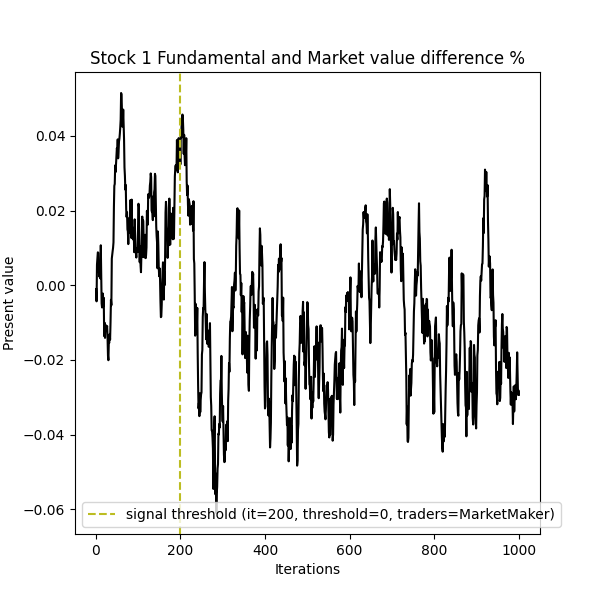 Stock 1 Fundamental and Market value difference %
Present value
0.04
0.02
0.00
−0.02
−0.04
−0.06
signal threshold (it=200, threshold=0, traders=MarketMaker)
0 200 400 600 800 1000
Iterations